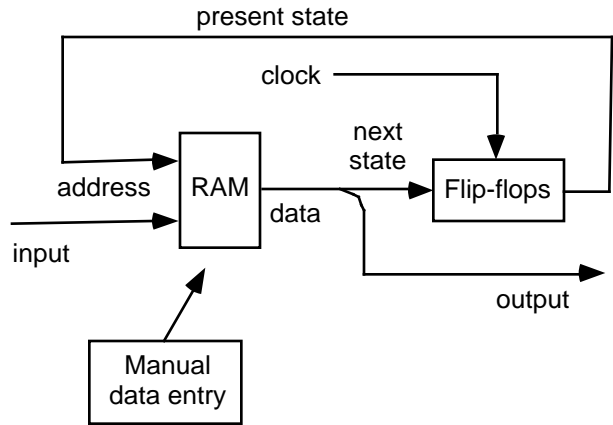 present state
clock
next
state
address
RAM
Flip-flops
data
input
output
Manual
data entry